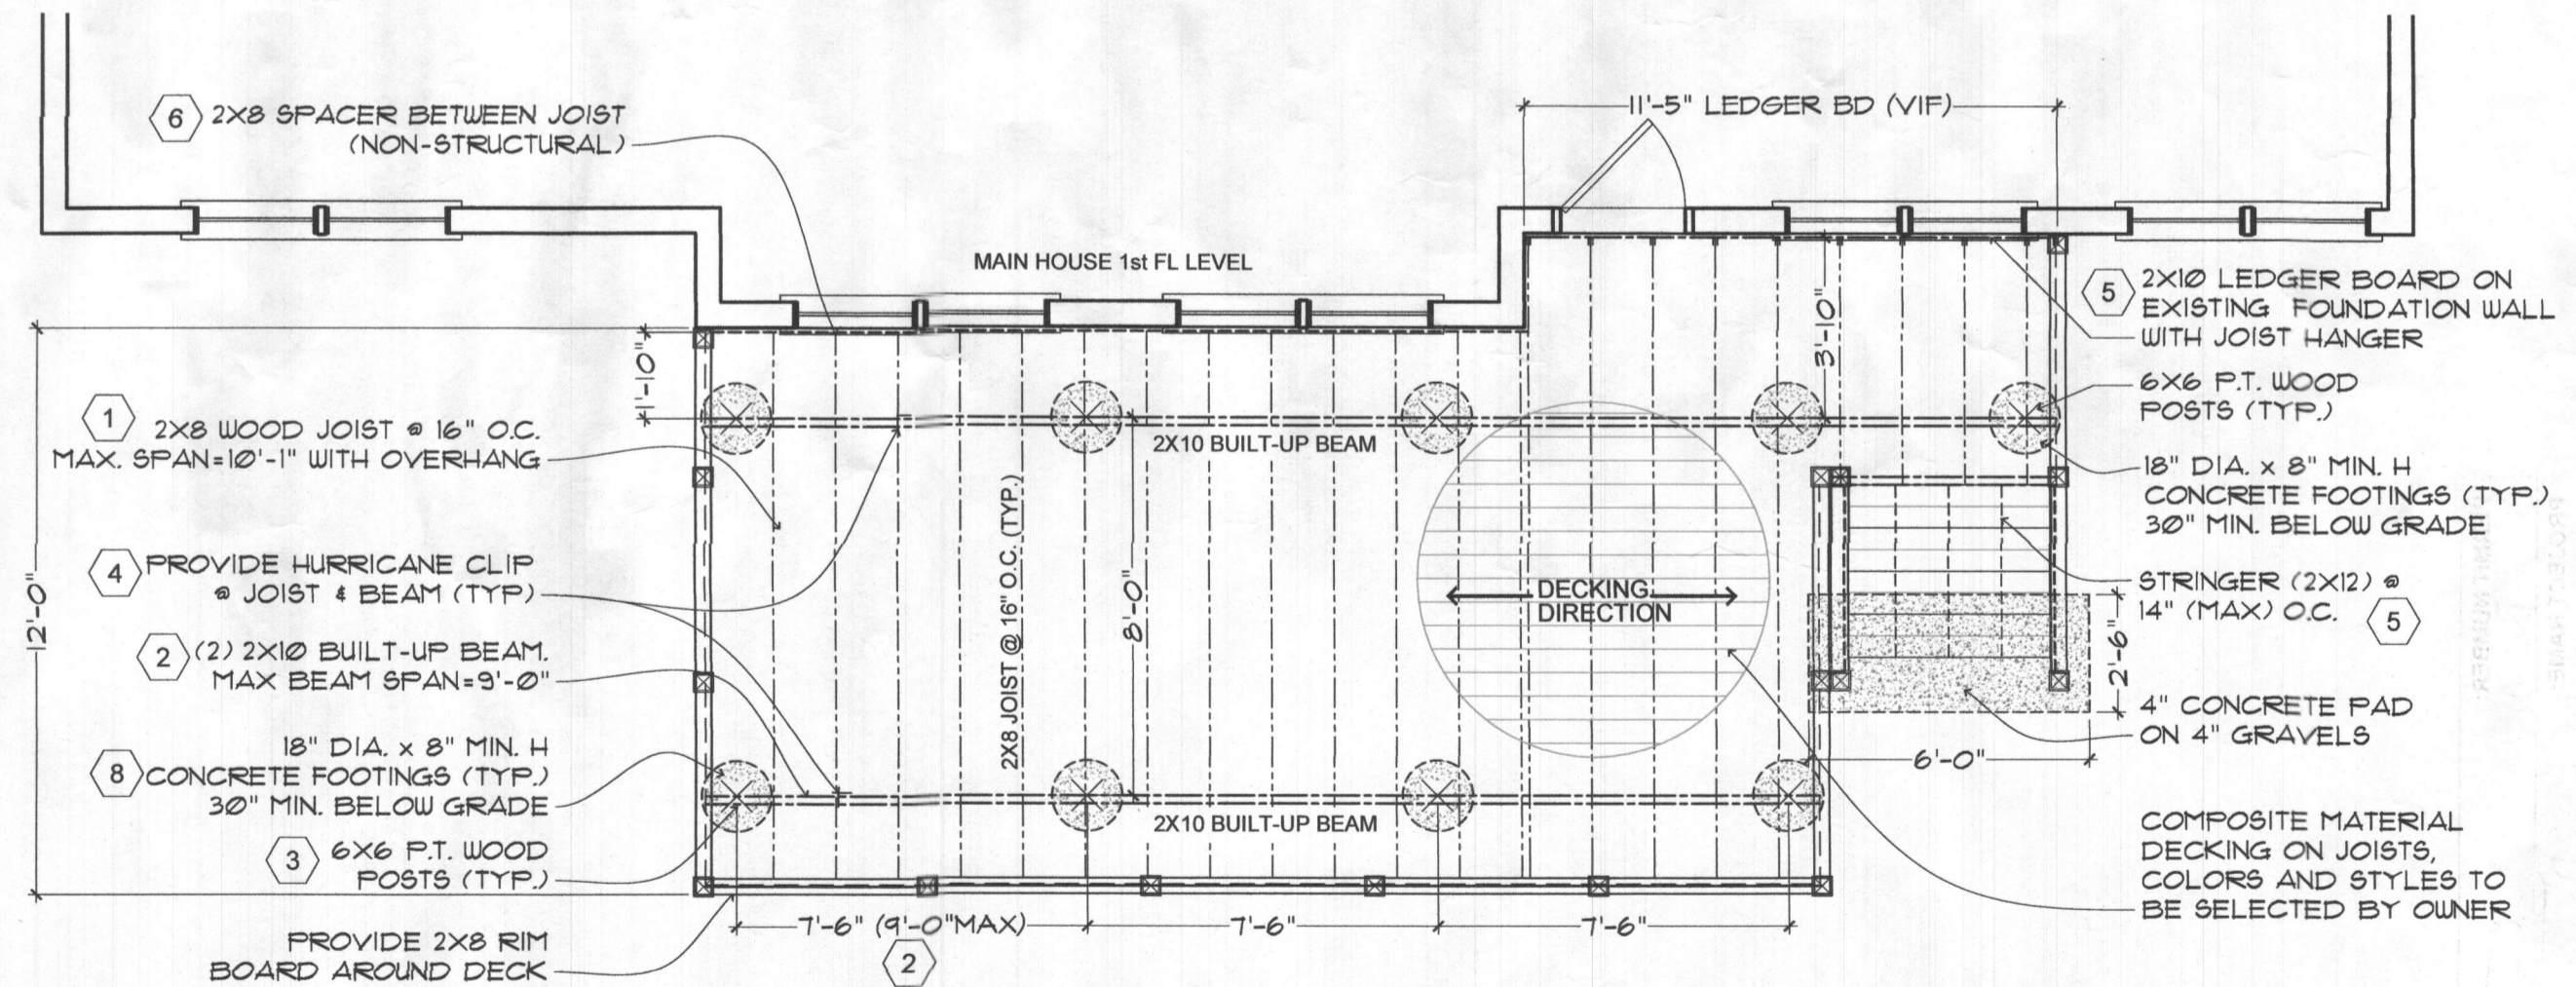 6
2X8 SPACER BETWEEN JOIST
(NON-STRUCTURAL)
11'-5" LEDGER BD (VIF)
MAIN HOUSE 1st FL LEVEL
5
2X10 LEDGER BOARD ON
EXISTING FOUNDATION WALL
WITH JOIST HANGER
1'-10"
3'-10"
6X6 P.T. WOOD
POSTS (TYP.)
1
2X8 WOOD JOIST @ 16" O.C.
MAX. SPAN=10'-1" WITH OVERHANG
2X10 BUILT-UP BEAM
18" DIA. x 8" MIN. H
CONCRETE FOOTINGS (TYP.)
30" MIN. BELOW GRADE
4
PROVIDE HURRICANE CLIP
@ JOIST & BEAM (TYP)
12'-0"
2X8 JOIST @ 16" O.C. (TYP.)
8'-0"
DECKING
DIRECTION
STRINGER (2X12) @
14" (MAX) O.C.
5
2
(2) 2X10 BUILT-UP BEAM.
MAX BEAM SPAN=9'-0"
2'-6"
4" CONCRETE PAD
ON 4" GRAVELS
6'-0"
8
18" DIA. x 8" MIN. H
CONCRETE FOOTINGS (TYP.)
30" MIN. BELOW GRADE
2X10 BUILT-UP BEAM
3
6X6 P.T. WOOD
POSTS (TYP.)
COMPOSITE MATERIAL
DECKING ON JOISTS,
COLORS AND STYLES TO
BE SELECTED BY OWNER
7'-6" (9'-0"MAX)
7'-6"
7'-6"
2
PROVIDE 2X8 RIM
BOARD AROUND DECK